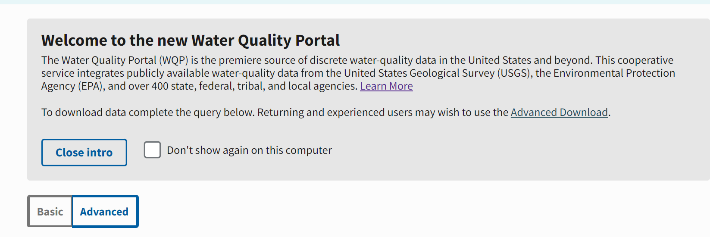 Welcome to the new Water Quality Portal
The Water Quality Portal (WQP) is the premiere source of discrete water-quality data in the United States and beyond. This cooperative
service integrates publicly available water-quality data from the United States Geological Survey (USGS), the Environmental Protection
Agency (EPA), and over 400 state, federal, tribal, and local agencies. Learn More
To download data complete the query below. Returning and experienced users may wish to use the Advanced Download.
Close intro Don't show again on this computer
Basic Advanced